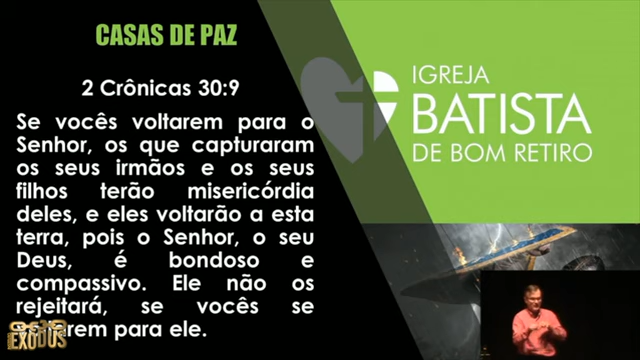 CASAS DE PAZ
2 Crônicas 30:9
Se vocês voltarem para o
Senhor, os que capturaram
os seus irmãos e os seus
filhos terão misericórdia
deles, e eles voltarão a esta
terra, pois o Senhor, o seu
Deus, é bondoso e
compassivo. Ele não os
rejeitará, se vocês se
para ele.
EXODUS
IGREJA
BATISTA
DE BOM RETIRO